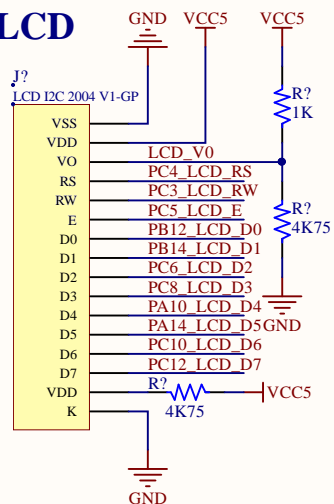 LCD
GND
VCC5
VCC5
J?
LCD I2C 2004 V1-GP
R?
1K
VSS
VDD
VO LCD_V0
RS PC4_LCD_RS
RW PC3_LCD_RW
E PC5_LCD_E
D0 PB12_LCD_D0
D1 PB14_LCD_D1
D2 PC6_LCD_D2
D3 PC8_LCD_D3
D4 PA10_LCD_D4
D5 PA14_LCD_D5
D6 PC10_LCD_D6
D7 PC12_LCD_D7
R?
4K75
GND
VDD
R?
4K75
VCC5
K
GND